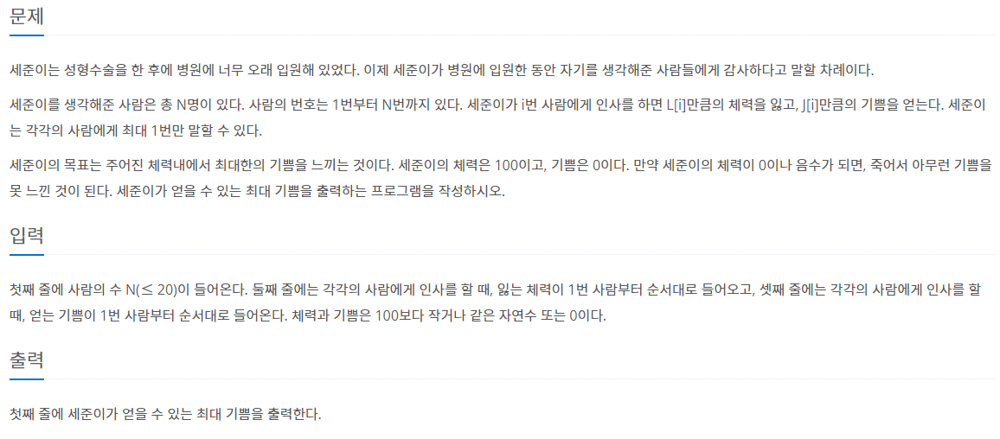 문제
세준이는 성형수술을 한 후에 병원에 너무 오래 입원해 있었다. 이제 세준이가 병원에 입원한 동안 자기를 생각해준 사람들에게 감사하다고 말할 차례이다.
세준이를 생각해준 사람은 총 N명이 있다. 사람의 번호는 1번부터 N번까지 있다. 세준이가 i번 사람에게 인사를 하면 L[i]만큼의 체력을 잃고, J[i]만큼의 기쁨을 얻는다. 세준이
는 각각의 사람에게 최대 1번만 말할 수 있다.
세준이의 목표는 주어진 체력내에서 최대한의 기쁨을 느끼는 것이다. 세준이의 체력은 100이고, 기쁨은 0이다. 만약 세준이의 체력이 0이나 음수가 되면, 죽어서 아무런 기쁨을
못 느낀 것이 된다. 세준이가 얻을 수 있는 최대 기쁨을 출력하는 프로그램을 작성하시오.
입력
첫째 줄에 사람의 수 N(≤ 20)이 들어온다. 둘째 줄에는 각각의 사람에게 인사를 할 때, 잃는 체력이 1번 사람부터 순서대로 들어오고, 셋째 줄에는 각각의 사람에게 인사를 할
때, 얻는 기쁨이 1번 사람부터 순서대로 들어온다. 체력과 기쁨은 100보다 작거나 같은 자연수 또는 0이다.
출력
첫째 줄에 세준이가 얻을 수 있는 최대 기쁨을 출력한다.